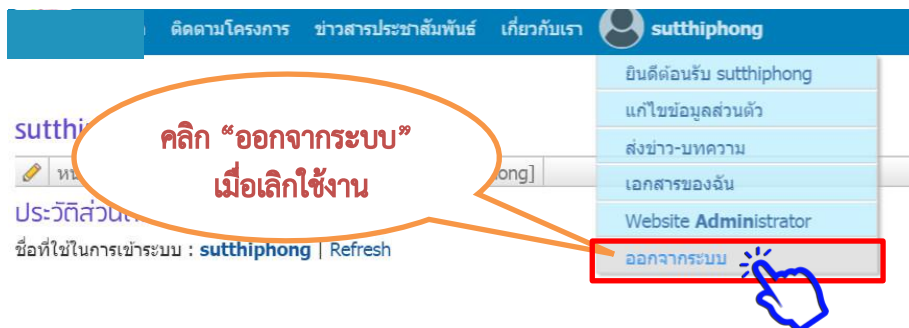 ติดตามโครงการ ข่าวสารประชาสัมพันธ์ เกี่ยวกับเรา sutthiphong
ยินดีต้อนรับ sutthiphong
แก้ไขข้อมูลส่วนตัว
ส่งข่าว-บทความ
เอกสารของฉัน
Website Administrator
ออกจากระบบ
คลิก “ออกจากระบบ”
เมื่อเลิกใช้งาน
ชื่อที่ใช้ในการเข้าระบบ : sutthiphong | Refresh